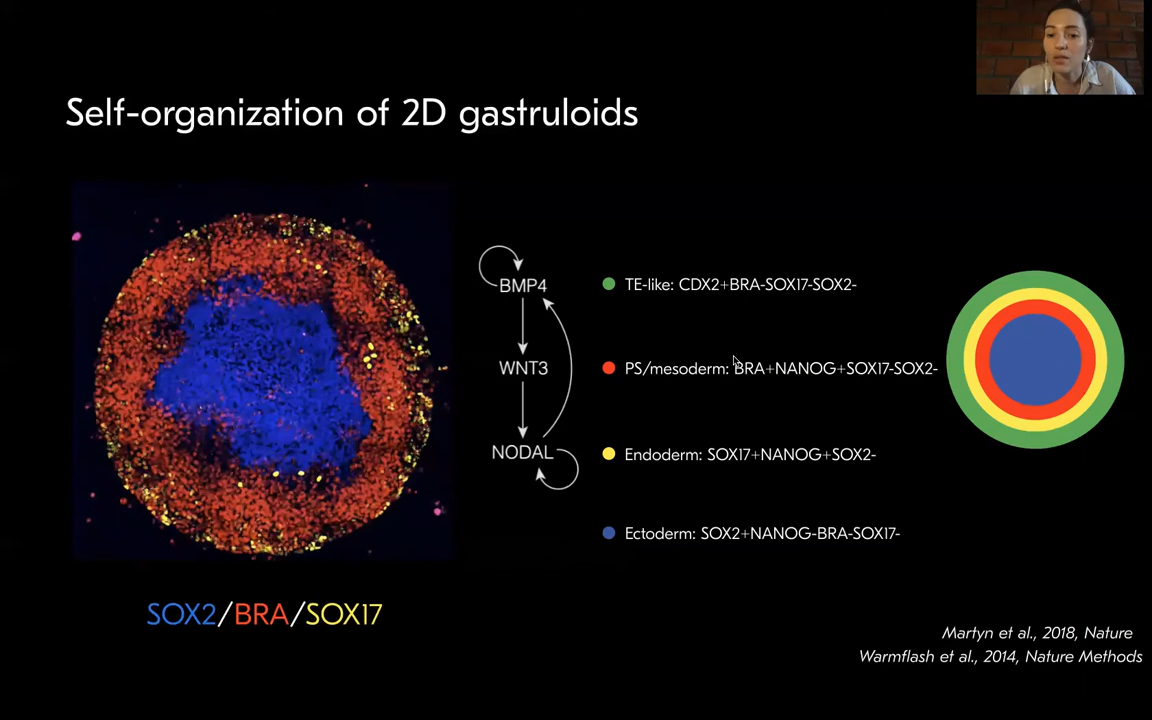 Self-organization of 2D gastruloids
BMP4
WNT3
NODAL
TE-like: CDX2+BRA-SOX17-SOX2-
PS/mesoderm: BRA+NANOG+SOX17-SOX2-
Endoderm: SOX17+NANOG+SOX2-
Ectoderm: SOX2+NANOG-BRA-SOX17-
SOX2/BRA/SOX17
Martyn et al., 2018, Nature
Warmflash et al., 2014, Nature Methods